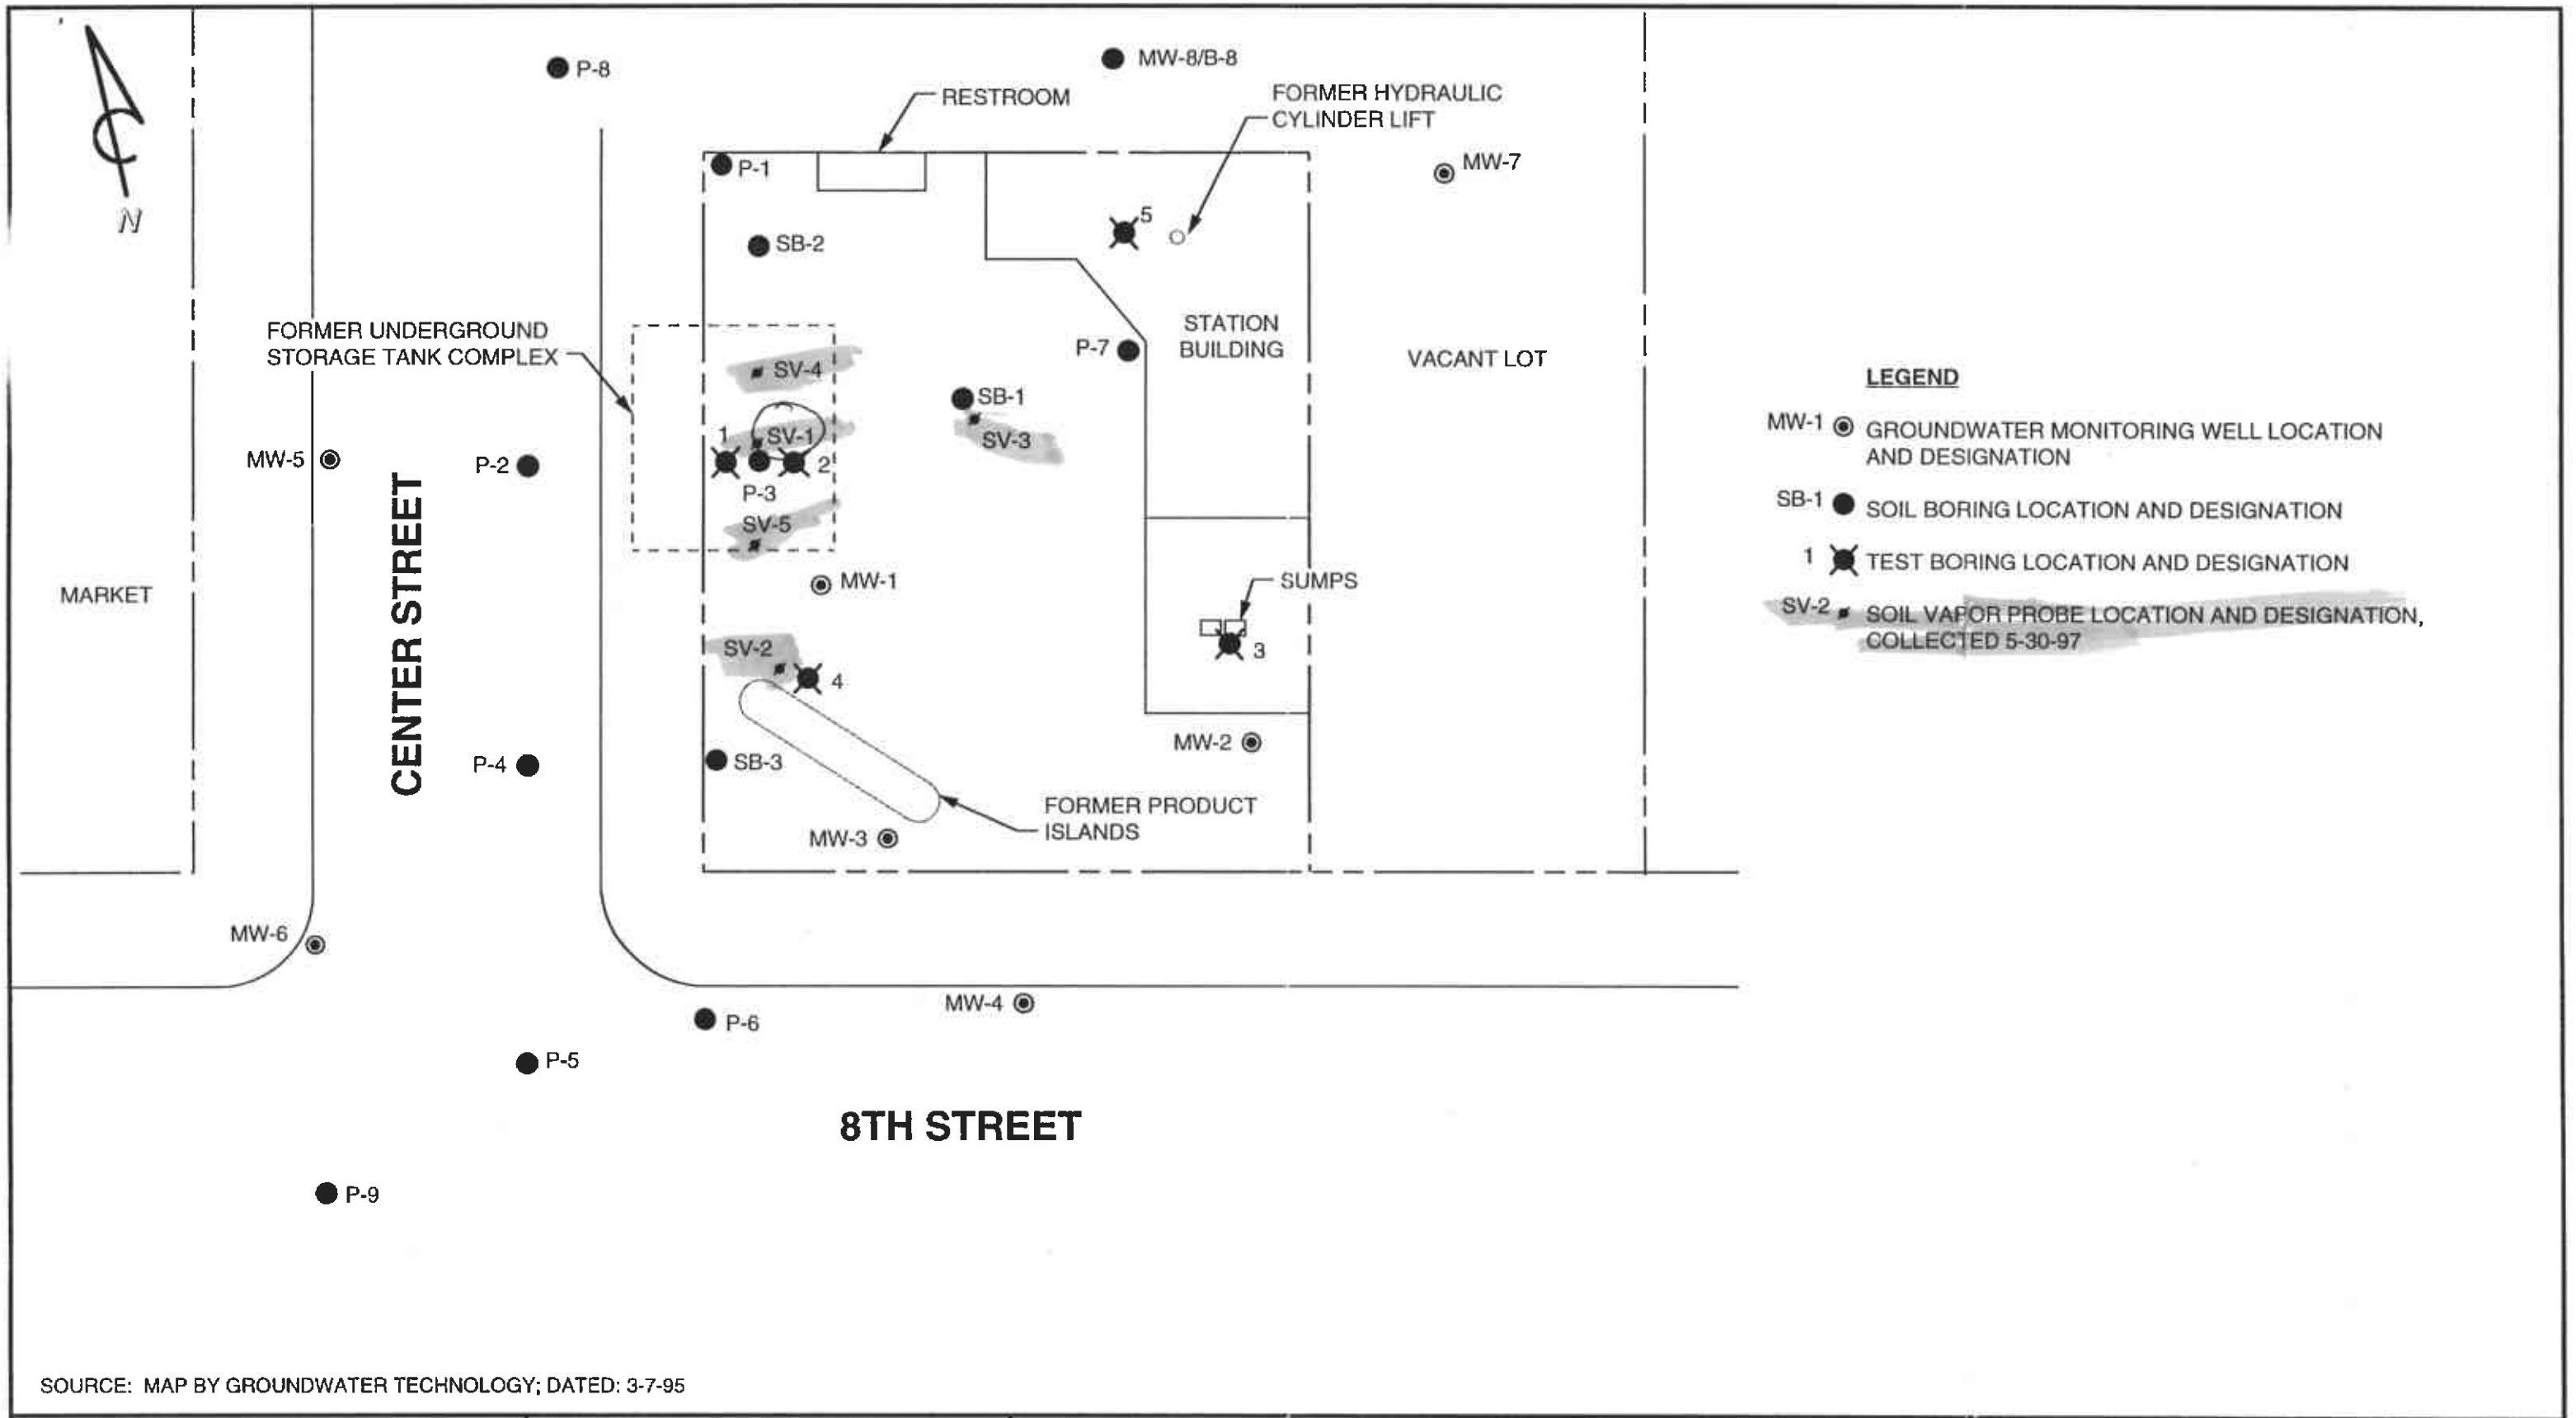 N
P-8
MW-8/B-8
RESTROOM
FORMER HYDRAULIC
CYLINDER LIFT
P-1
MW-7
5
SB-2
FORMER UNDERGROUND
STORAGE TANK COMPLEX
STATION
BUILDING
P-7
VACANT LOT
SV-4
SB-1
SV-3
1
SV-1
2
P-3
MW-5
P-2
SV-5
CENTER STREET
MARKET
MW-1
SUMPS
3
SV-2
4
MW-2
P-4
SB-3
FORMER PRODUCT
ISLANDS
MW-3
MW-6
MW-4
P-6
P-5
8TH STREET
P-9
LEGEND
MW-1 GROUNDWATER MONITORING WELL LOCATION
AND DESIGNATION
SB-1 SOIL BORING LOCATION AND DESIGNATION
1 TEST BORING LOCATION AND DESIGNATION
SV-2 SOIL VAPOR PROBE LOCATION AND DESIGNATION,
COLLECTED 5-30-97
SOURCE: MAP BY GROUNDWATER TECHNOLOGY; DATED: 3-7-95